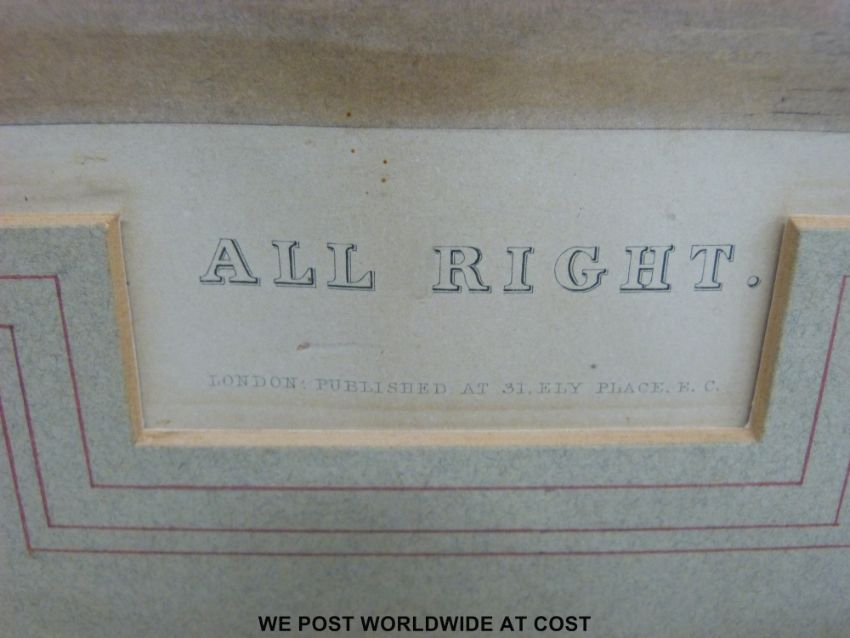 ALL RIGHT.
LONDON: PUBLISHED AT 31, ELY PLACE, E. C.
WE POST WORLDWIDE AT COST